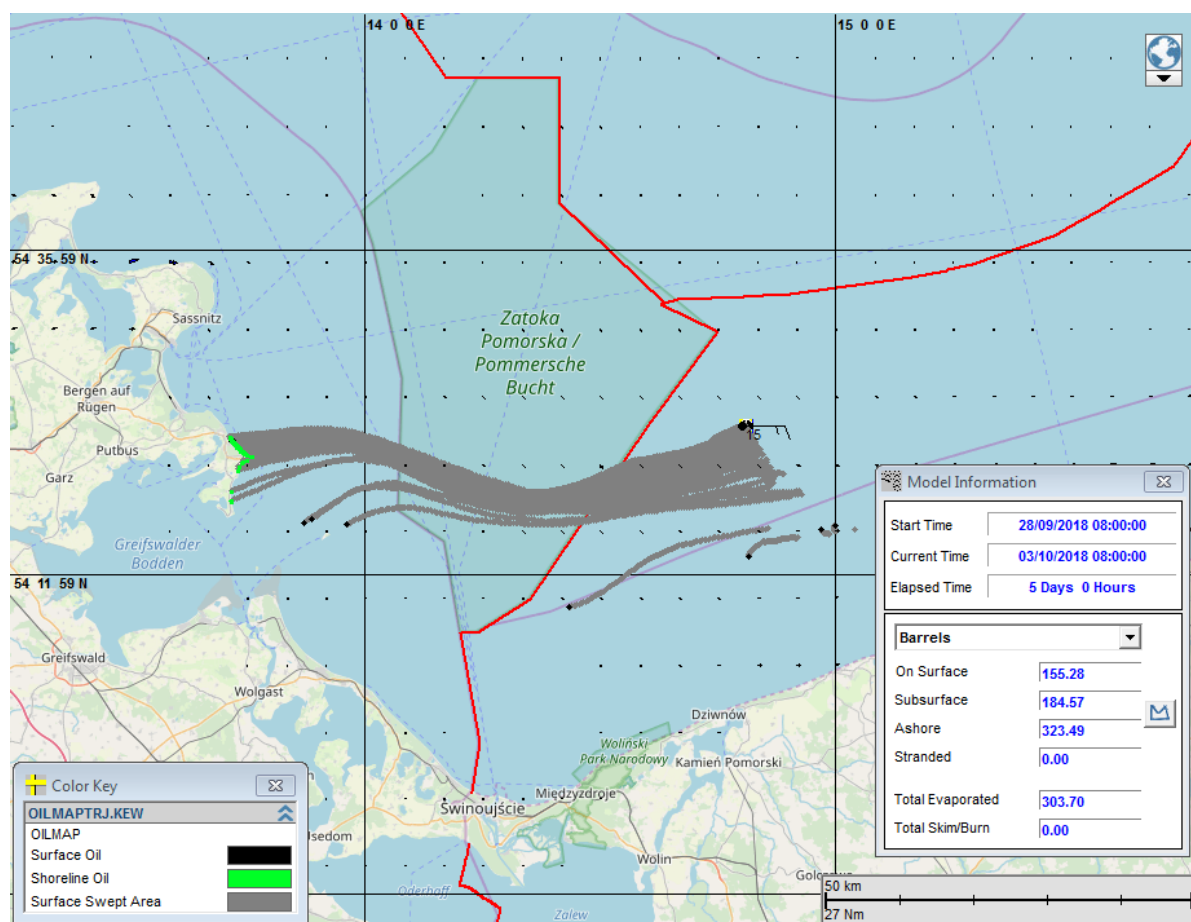 14 0 0 E
15 0 0 E
54 35 59 N
Sassnitz
Zatoka
Pomorska /
Pommersche
Bucht
Bergen auf
Rügen
Putbus
Garz
15
Greifswalder
Bodden
54 11 59 N
Greifswald
Wolgast
Dziwnów
Woliński
Park Narodowy
Kamień Pomorski
Międzyzdroje
Świnoujście
Usedom
Wolin
Oderhaff
Zalew
50 km
27 Nm
Model Information
Start Time 28/09/2018 08:00:00
Current Time 03/10/2018 08:00:00
Elapsed Time 5 Days 0 Hours
Barrels
On Surface 155.28
Subsurface 184.57
Ashore 323.49
Stranded 0.00
Total Evaporated 303.70
Total Skim/Burn 0.00
Color Key
OILMAPTRJ.KEW
OILMAP
Surface Oil
Shoreline Oil
Surface Swept Area